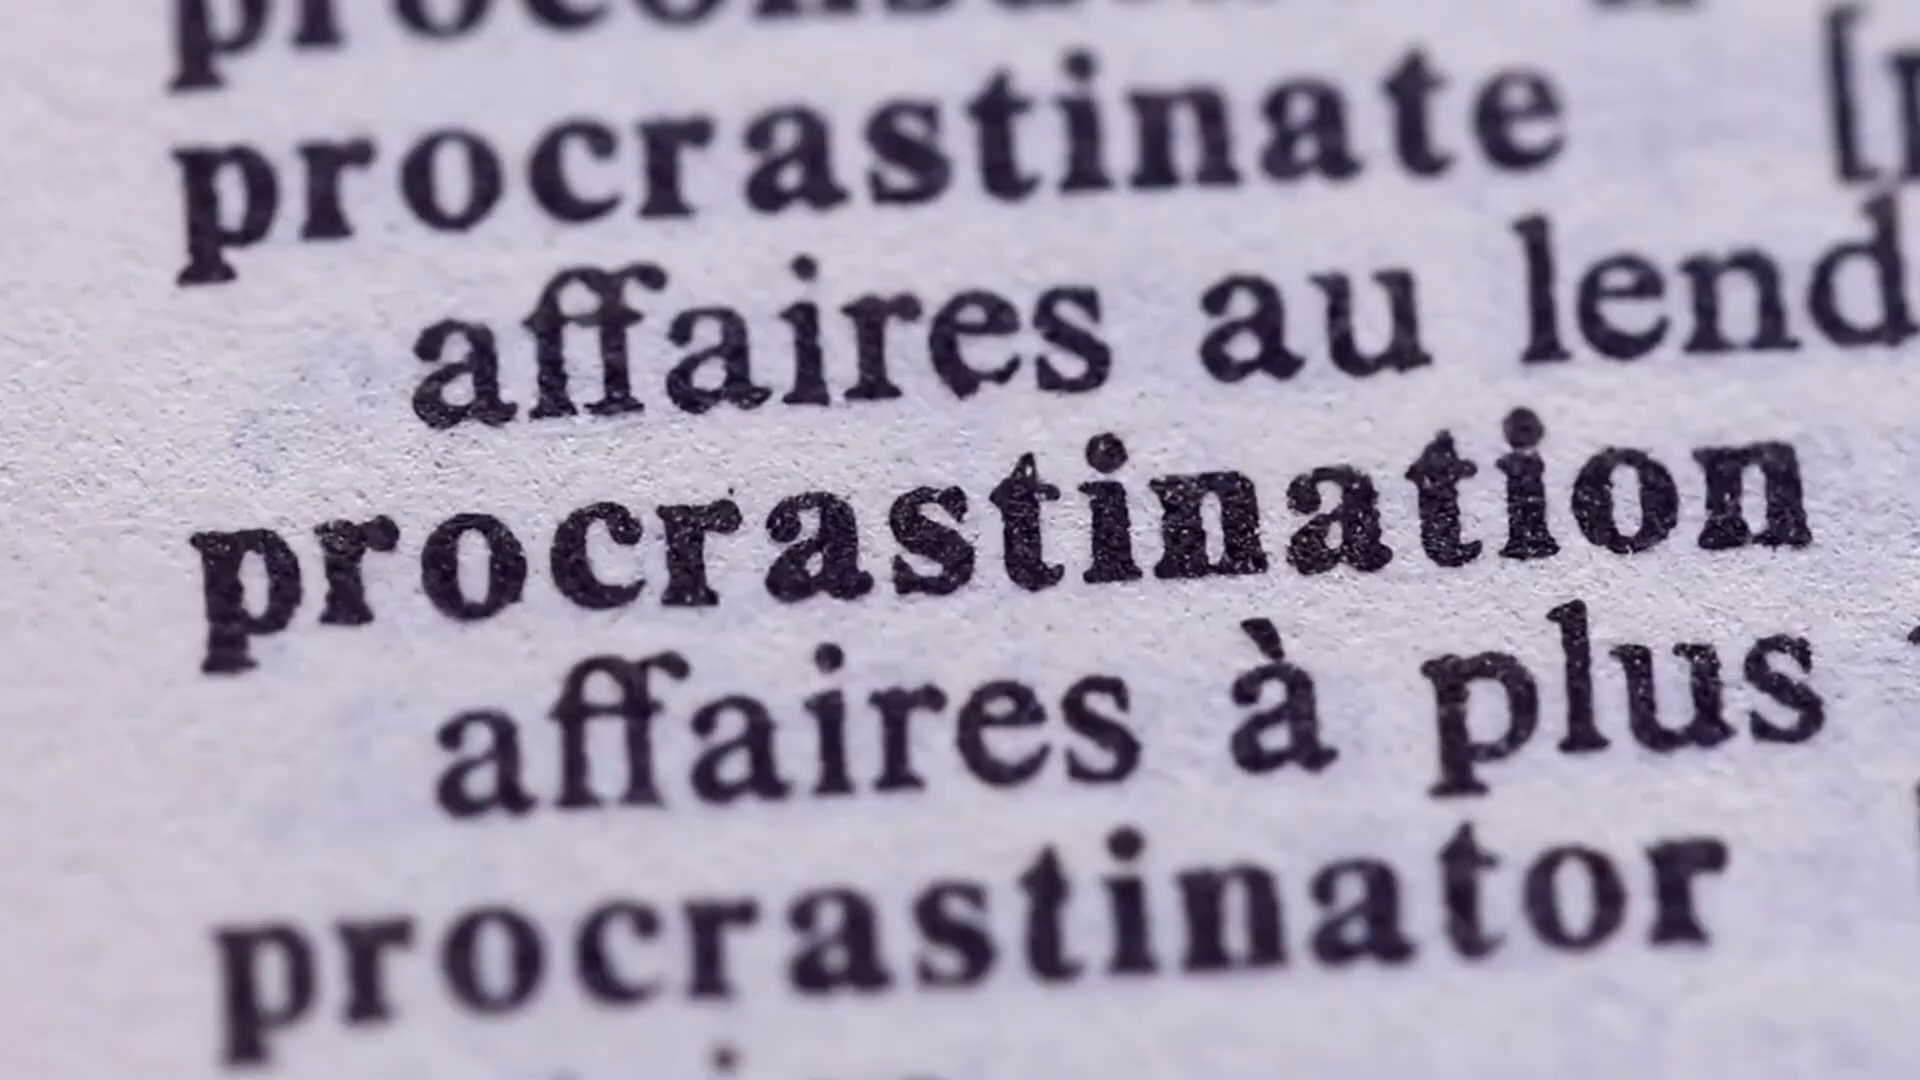 procrastinate
affaires au lend
procrastination
affaires à plus
procrastinator